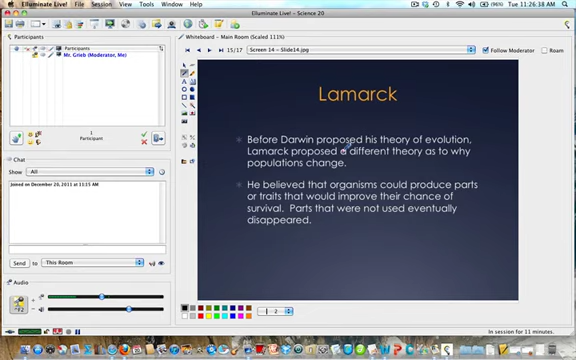 Elluminate Live! File Session View Tools Window Help (96%) Tue 11:26:38 AM
Elluminate Live! - Science 20
Participants
Participants
Mr. Grieb (Moderator, Me)
1
Participant
Chat
Show All
Joined on December 20, 2011 at 11:15 AM
Send to This Room
Audio
F2
Whiteboard - Main Room (Scaled 111%)
15/17 Screen 14 - Slide14.jpg Follow Moderator Roam
Lamarck
Before Darwin proposed his theory of evolution,
Lamarck proposed a different theory as to why
populations change.
He believed that organisms could produce parts
or traits that would improve their chance of
survival. Parts that were not used eventually
disappeared.
2
In session for 11 minutes.